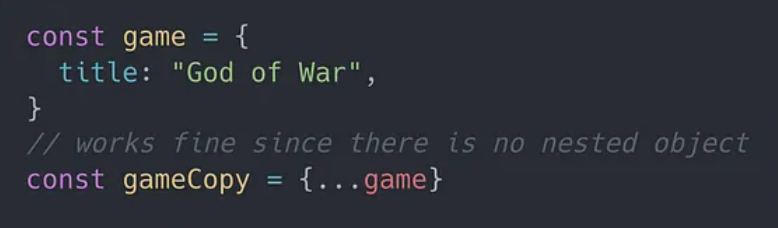 const game = {
  title: "God of War",
}
// works fine since there is no nested object
const gameCopy = {...game}